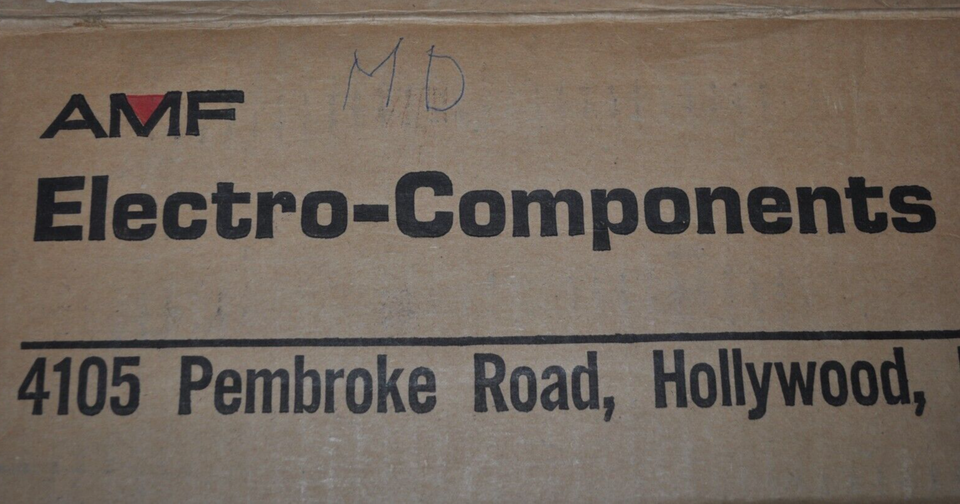 MD
AMF
Electro-Components
4105 Pembroke Road, Hollywood,